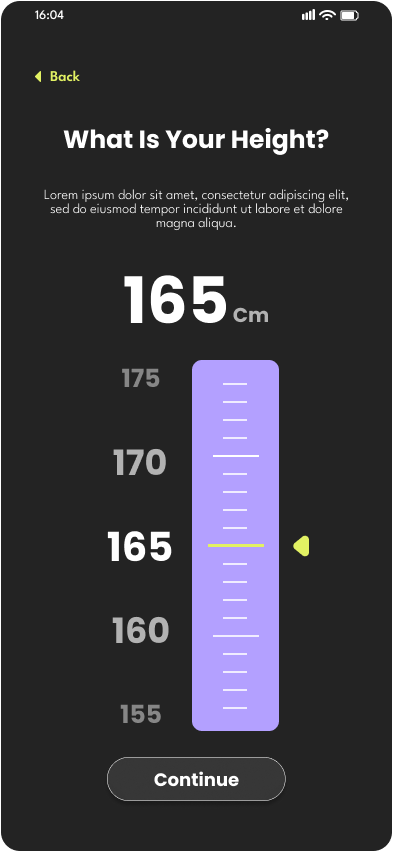 16:04
Back
What Is Your Height?
Lorem ipsum dolor sit amet, consectetur adipiscing elit,
sed do eiusmod tempor incididunt ut labore et dolore
magna aliqua.
165 Cm
175
170
165
160
155
Continue